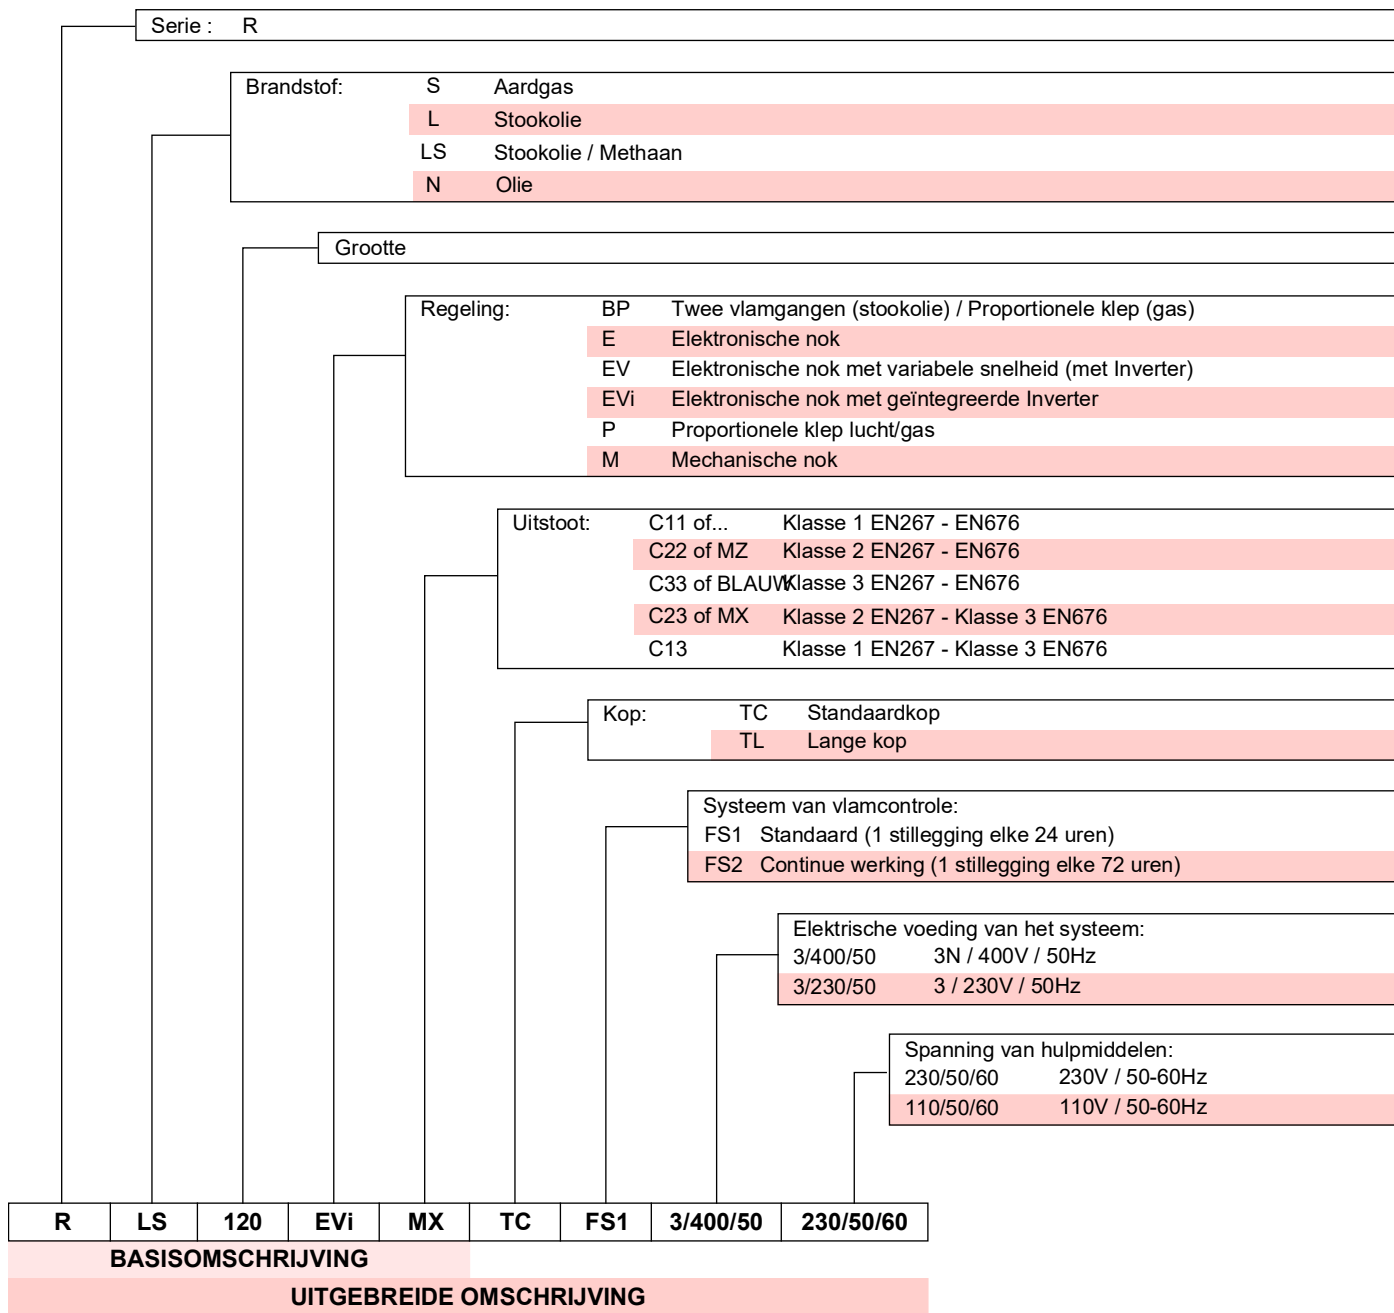 Serie : R
Brandstof: S Aardgas
L Stookolie
LS Stookolie / Methaan
N Olie
Grootte
Regeling: BP Twee vlamgangen (stookolie) / Proportionele klep (gas)
E Elektronische nok
EV Elektronische nok met variabele snelheid (met Inverter)
EVi Elektronische nok met geïntegreerde Inverter
P Proportionele klep lucht/gas
M Mechanische nok
Uitstoot: C11 of... Klasse 1 EN267 - EN676
C22 of MZ Klasse 2 EN267 - EN676
C33 of BLAUW Klasse 3 EN267 - EN676
C23 of MX Klasse 2 EN267 - Klasse 3 EN676
C13 Klasse 1 EN267 - Klasse 3 EN676
Kop: TC Standaardkop
TL Lange kop
Systeem van vlamcontrole:
FS1 Standaard (1 stillegging elke 24 uren)
FS2 Continue werking (1 stillegging elke 72 uren)
Elektrische voeding van het systeem:
3/400/50 3N / 400V / 50Hz
3/230/50 3 / 230V / 50Hz
Spanning van hulpmiddelen:
230/50/60 230V / 50-60Hz
110/50/60 110V / 50-60Hz
R LS 120 EVi MX TC FS1 3/400/50 230/50/60
BASISOMSCHRIJVING
UITGEBREIDE OMSCHRIJVING